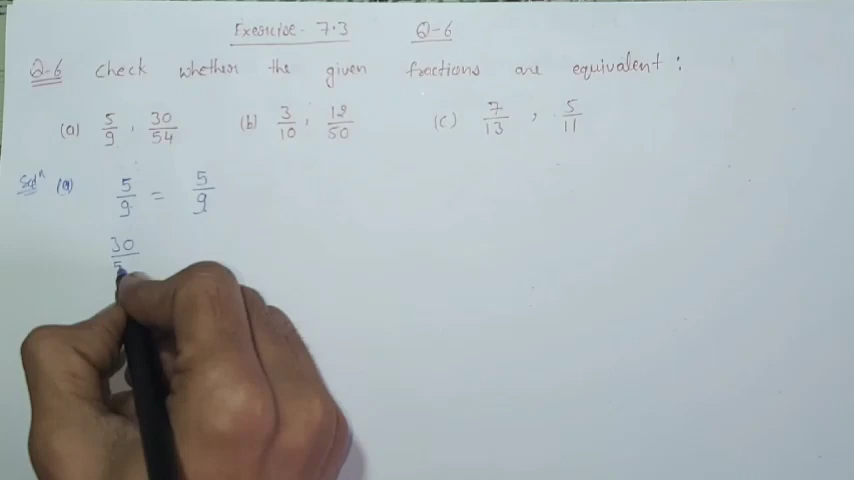 Exercise - 7.3 Q-6
Q-6 Check whether the given fractions are equivalent :
(a) 5/9 , 30/54 (b) 3/10 , 12/50 (c) 7/13 , 5/11
Solⁿ (a) 5/9 = 5/9
30/5